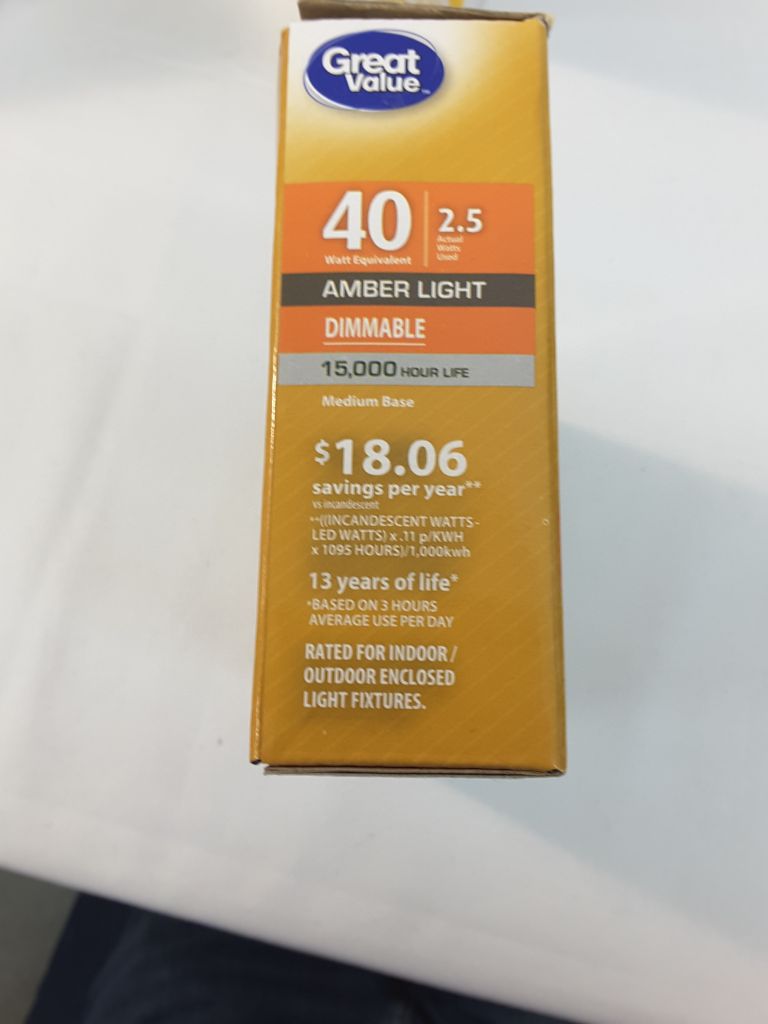 Great
Value™
40
Watt Equivalent
2.5
Actual
Watts
Used
AMBER LIGHT
DIMMABLE
15,000 HOUR LIFE
Medium Base
$18.06
savings per year**
vs incandescent
**((INCANDESCENT WATTS -
LED WATTS) x .11 p/KWH
x 1095 HOURS)/1,000kwh
13 years of life*
*BASED ON 3 HOURS
AVERAGE USE PER DAY
RATED FOR INDOOR /
OUTDOOR ENCLOSED
LIGHT FIXTURES.